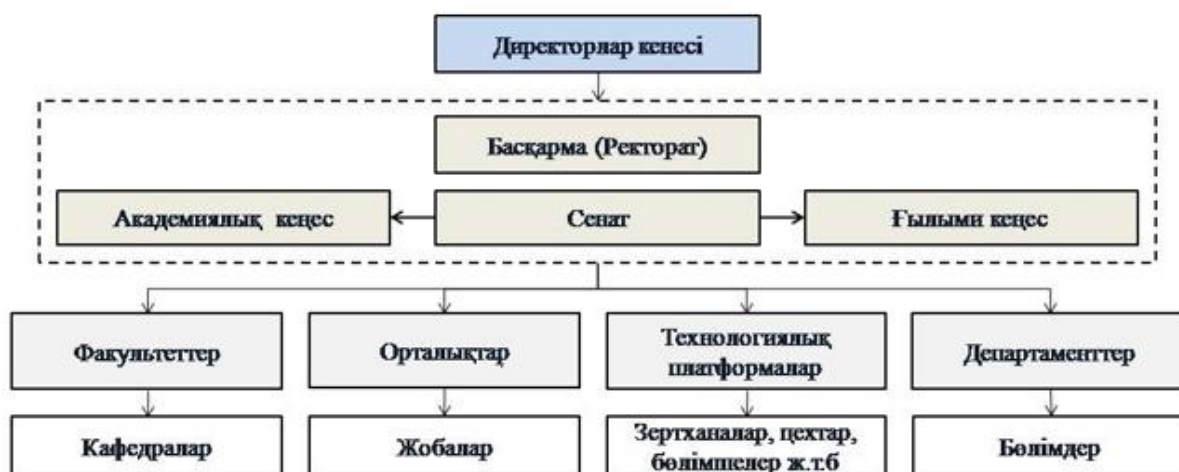 Директорлар кенесі
Басқарма (Ректорат)
Академиялық кеңес
Сенат
Ғылыми кеңес
Факультеттер
Орталықтар
Технологиялық
платформалар
Департаменттер
Кафедралар
Жобалар
Зертханалар, цехтар,
бөлімшелер ж.т.б
Бөлімдер